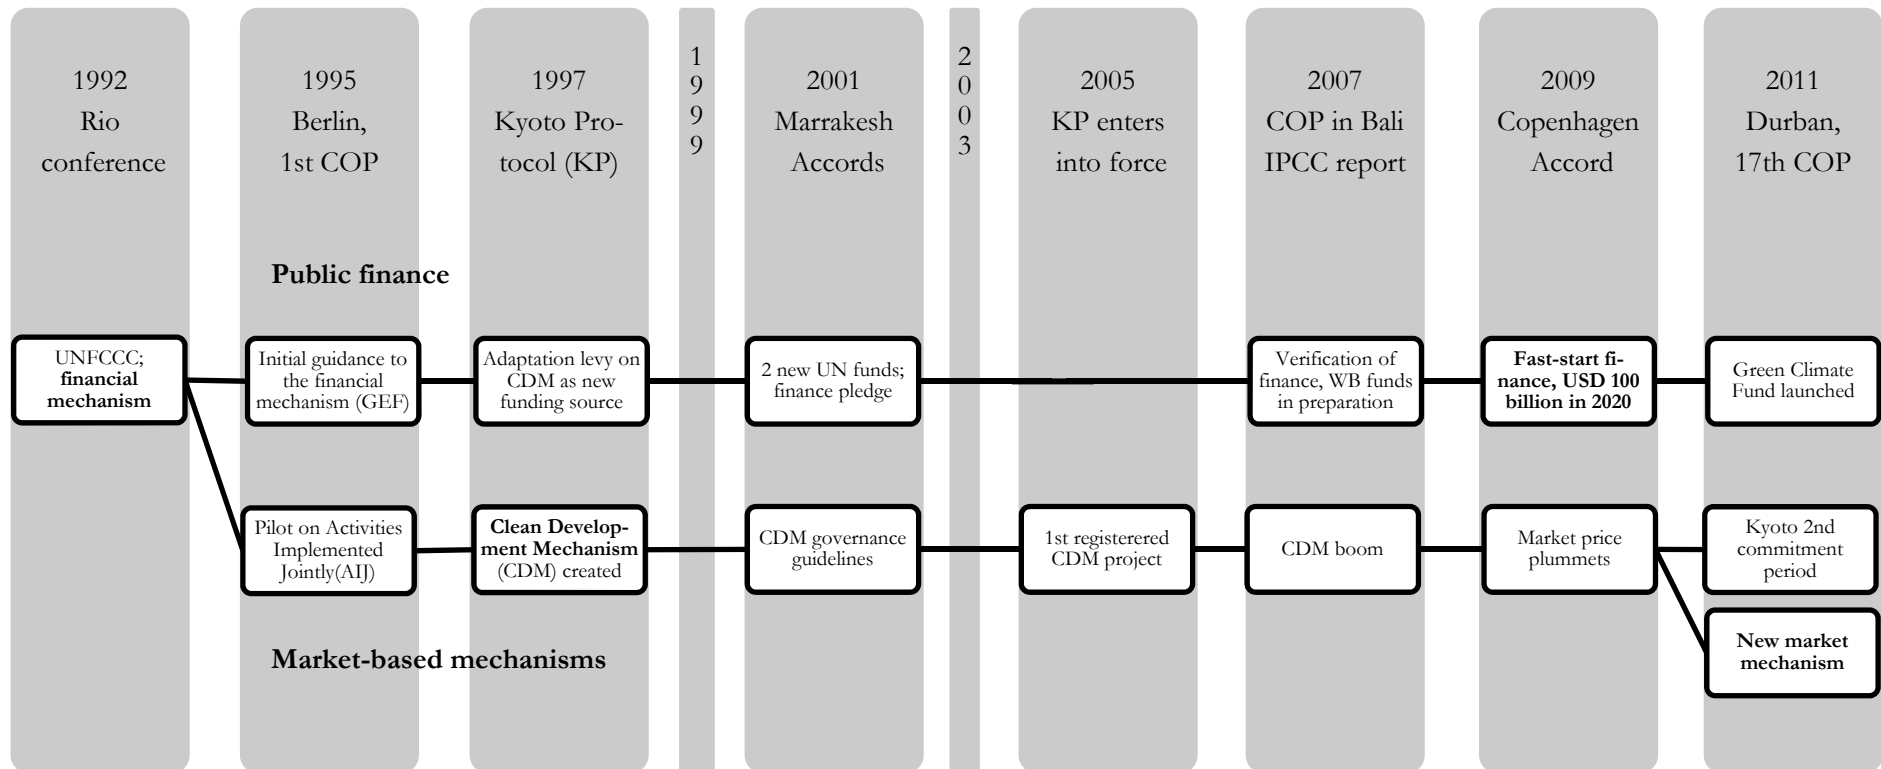 1992
Rio
conference
1995
Berlin,
1st COP
1997
Kyoto Pro-
tocol (KP)
1
9
9
9
2001
Marrakesh
Accords
2
0
0
3
2005
KP enters
into force
2007
COP in Bali
IPCC report
2009
Copenhagen
Accord
2011
Durban,
17th COP
Public finance
UNFCCC;
financial
mechanism
Initial guidance to
the financial
mechanism (GEF)
Adaptation levy on
CDM as new
funding source
2 new UN funds;
finance pledge
Verification of
finance, WB funds
in preparation
Fast-start fi-
nance, USD 100
billion in 2020
Green Climate
Fund launched
Pilot on Activities
Implemented
Jointly(AIJ)
Clean Develop-
ment Mechanism
(CDM) created
CDM governance
guidelines
1st registerered
CDM project
CDM boom
Market price
plummets
Kyoto 2nd
commitment
period
New market
mechanism
Market-based mechanisms